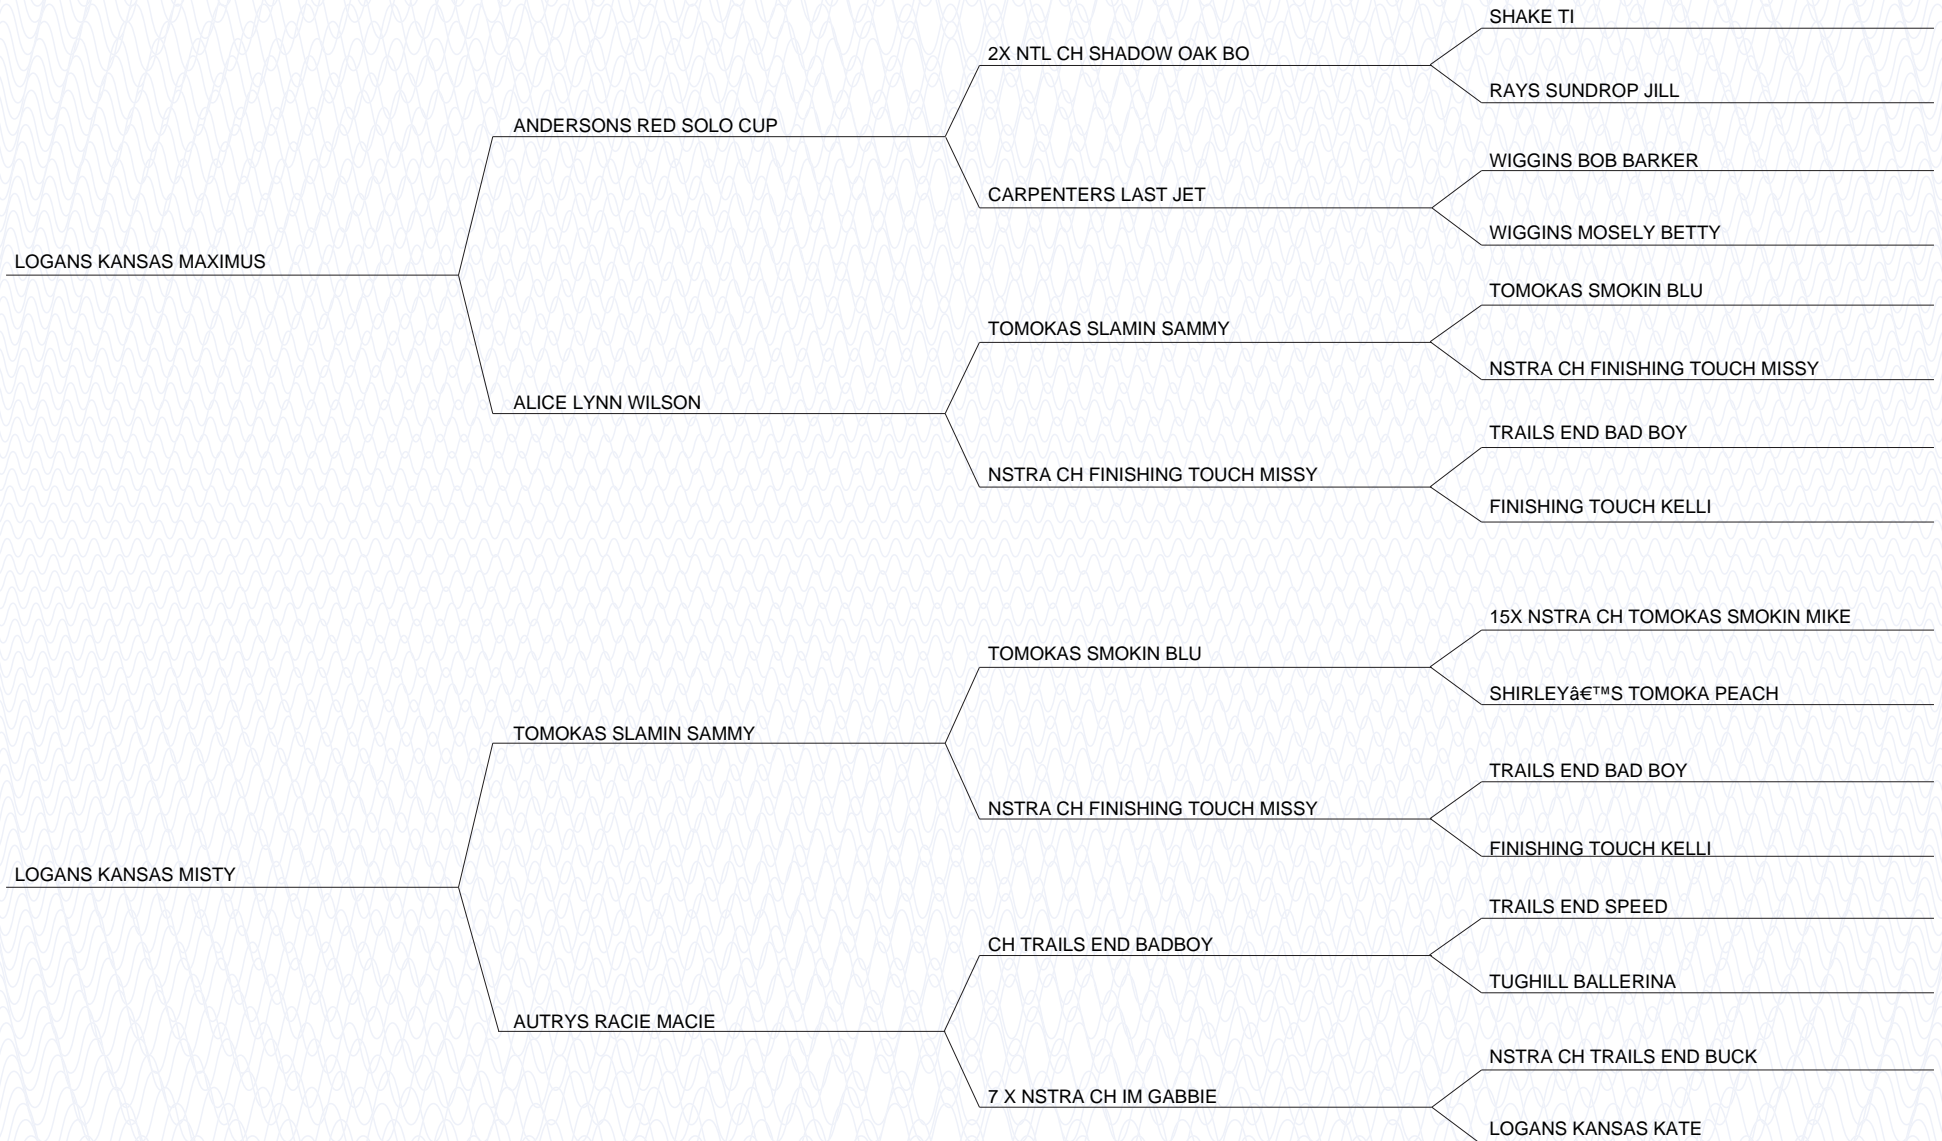 SHAKE TI
2X NTL CH SHADOW OAK BO
RAYS SUNDROP JILL
ANDERSONS RED SOLO CUP
WIGGINS BOB BARKER
CARPENTERS LAST JET
WIGGINS MOSELY BETTY
LOGANS KANSAS MAXIMUS
TOMOKAS SMOKIN BLU
TOMOKAS SLAMIN SAMMY
NSTRA CH FINISHING TOUCH MISSY
ALICE LYNN WILSON
TRAILS END BAD BOY
NSTRA CH FINISHING TOUCH MISSY
FINISHING TOUCH KELLI
15X NSTRA CH TOMOKAS SMOKIN MIKE
TOMOKAS SMOKIN BLU
SHIRLEYâ€™S TOMOKA PEACH
TOMOKAS SLAMIN SAMMY
TRAILS END BAD BOY
NSTRA CH FINISHING TOUCH MISSY
FINISHING TOUCH KELLI
LOGANS KANSAS MISTY
TRAILS END SPEED
CH TRAILS END BADBOY
TUGHILL BALLERINA
AUTRYS RACIE MACIE
NSTRA CH TRAILS END BUCK
7 X NSTRA CH IM GABBIE
LOGANS KANSAS KATE